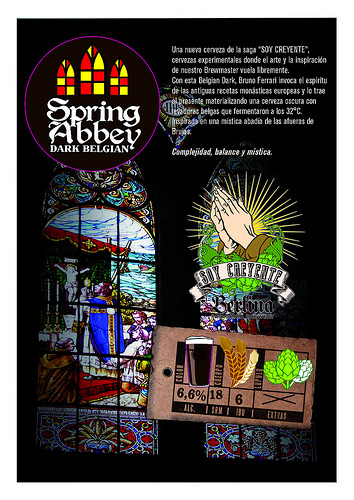 Una nueva cerveza de la saga "SOY CREYENTE",
cervezas experimentales donde el arte y la inspiración
de nuestro Brewmaster vuela libremente.
Con esta Belgian Dark, Bruno Ferrari invoca el espíritu
de las antiguas recetas monásticas europeas y lo trae
al presente materializando una cerveza oscura con
levaduras belgas que fermentaron a los 32°C.
Inspirada en una mística abadía de las afueras de
Brujas.
Complejidad, balance y mística.
Spring
Abbey
DARK BELGIAN
SOY CREYENTE
Berlina
COLOR
6,6% 18 6
ALC. SRM IBU EXTRAS